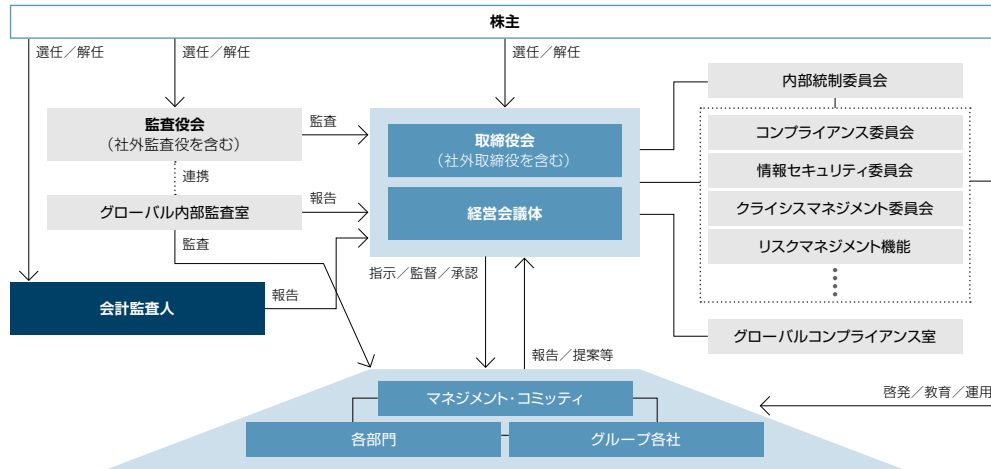 株主
選任／解任
選任／解任
選任／解任
監査役会
（社外監査役を含む）
監査
連携
グローバル内部監査室
報告
監査
会計監査人
報告
取締役会
（社外取締役を含む）
経営会議体
内部統制委員会
コンプライアンス委員会
情報セキュリティ委員会
クライシスマネジメント委員会
リスクマネジメント機能
グローバルコンプライアンス室
指示／監督／承認
報告／提案等
啓発／教育／運用
マネジメント・コミッティ
各部門
グループ各社